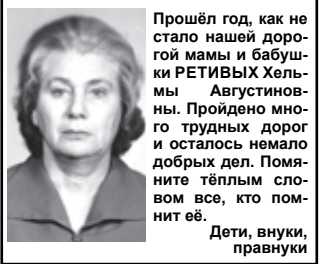 Прошёл год, как не
стало нашей доро-
гой мамы и бабуш-
ки РЕТИВЫХ Хель-
мы Августинов-
ны. Пройдено мно-
го трудных дорог
и осталось немало
добрых дел. Помя-
ните тёплым сло-
вом все, кто пом-
нит её.
Дети, внуки,
правнуки